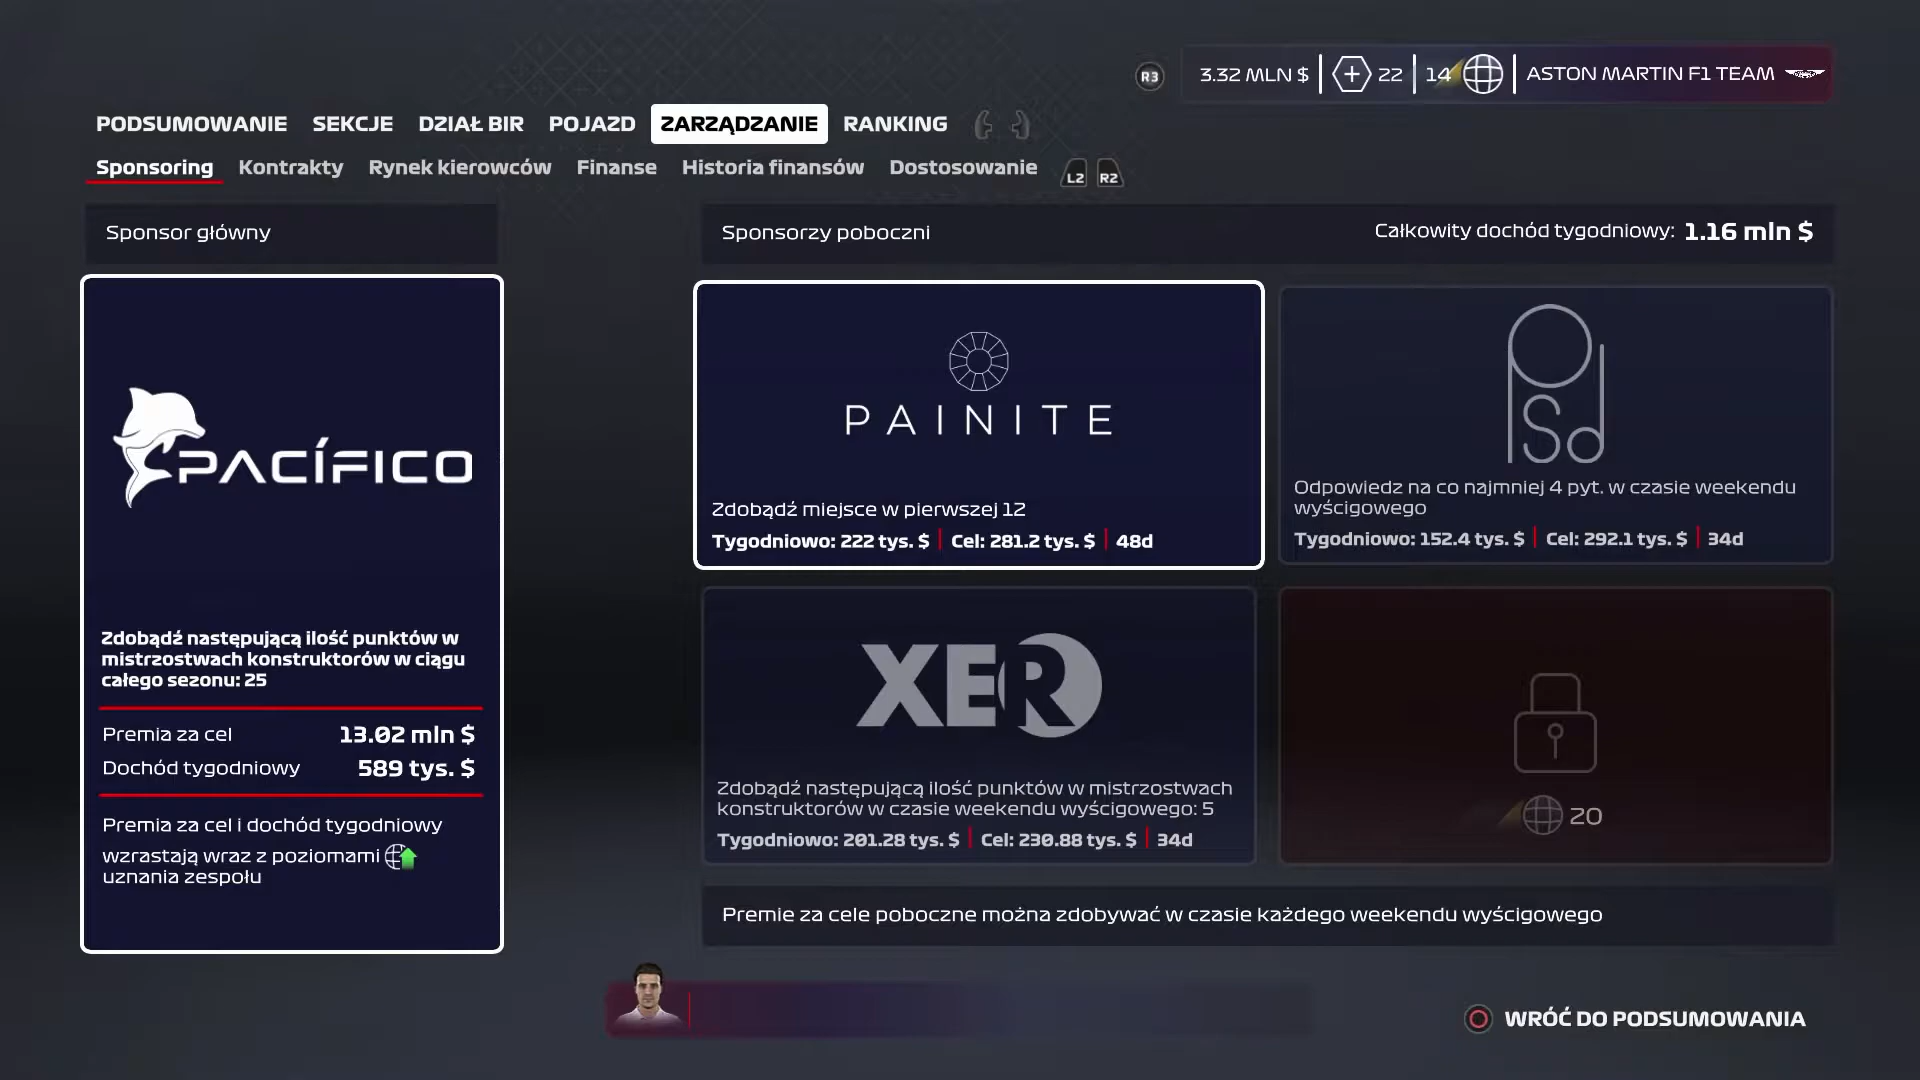 R3
3.32 MLN $ 22 14 ASTON MARTIN F1 TEAM
PODSUMOWANIE SEKCJE DZIAŁ BIR POJAZD ZARZĄDZANIE RANKING
Sponsoring Kontrakty Rynek kierowców Finanse Historia finansów Dostosowanie L2 R2
Sponsor główny
PACÍFICO
Zdobądź następującą ilość punktów w
mistrzostwach konstruktorów w ciągu
całego sezonu: 25
Premia za cel 13.02 mln $
Dochód tygodniowy 589 tys. $
Premia za cel i dochód tygodniowy
wzrastają wraz z poziomami
uznania zespołu
Sponsorzy poboczni
Całkowity dochód tygodniowy: 1.16 mln $
PAINITE
Zdobądź miejsce w pierwszej 12
Tygodniowo: 222 tys. $ Cel: 281.2 tys. $ 48d
Odpowiedz na co najmniej 4 pyt. w czasie weekendu
wyścigowego
Tygodniowo: 152.4 tys. $ Cel: 292.1 tys. $ 34d
XER
Zdobądź następującą ilość punktów w mistrzostwach
konstruktorów w czasie weekendu wyścigowego: 5
Tygodniowo: 201.28 tys. $ Cel: 230.88 tys. $ 34d
20
Premie za cele poboczne można zdobywać w czasie każdego weekendu wyścigowego
WRÓĆ DO PODSUMOWANIA